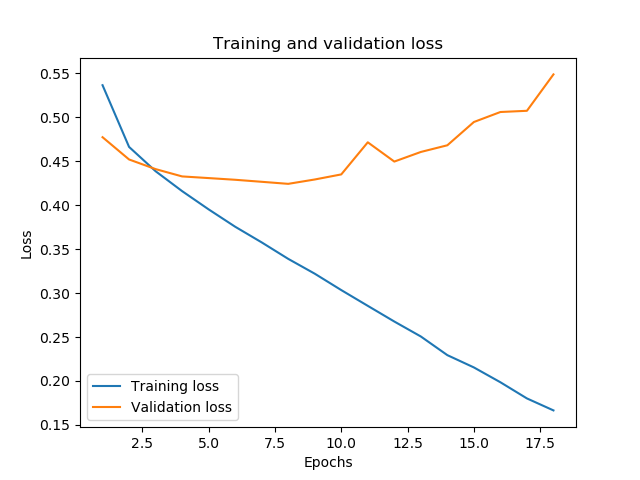 Training and validation loss
0.55
0.50
0.45
0.40
0.35
0.30
0.25
0.20
0.15
Loss
Training loss
Validation loss
2.5 5.0 7.5 10.0 12.5 15.0 17.5
Epochs